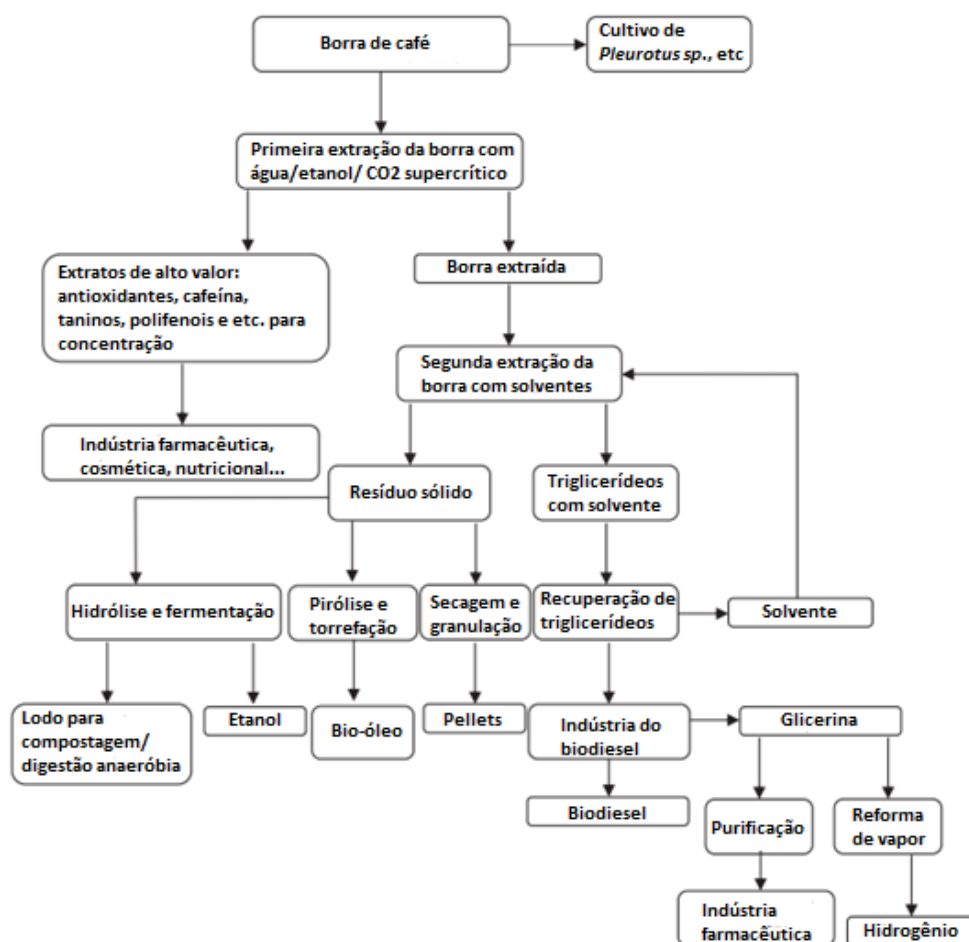 Borra de café
Cultivo de
Pleurotus sp., etc
Primeira extração da borra com
água/etanol/ CO2 supercrítico
Extratos de alto valor:
antioxidantes, cafeína,
taninos, polifenois e etc. para
concentração
Borra extraída
Segunda extração da
borra com solventes
Indústria farmacêutica,
cosmética, nutricional...
Resíduo sólido
Triglicerídeos
com solvente
Hidrólise e fermentação
Pirólise e
torrefação
Secagem e
granulação
Recuperação de
triglicerídeos
Solvente
Lodo para
compostagem/
digestão anaeróbia
Etanol
Bio-óleo
Pellets
Indústria do
biodiesel
Glicerina
Biodiesel
Purificação
Reforma
de vapor
Indústria
farmacêutica
Hidrogênio